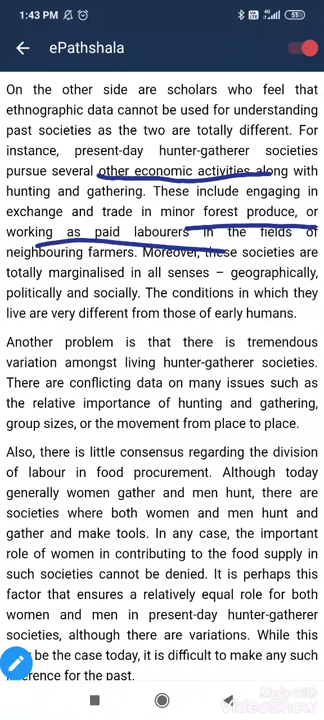 1:43 PM
4G
51
ePathshala
On the other side are scholars who feel that
ethnographic data cannot be used for understanding
past societies as the two are totally different. For
instance, present-day hunter-gatherer societies
pursue several other economic activities along with
hunting and gathering. These include engaging in
exchange and trade in minor forest produce, or
working as paid labourers in the fields of
neighbouring farmers. Moreover, these societies are
totally marginalised in all senses – geographically,
politically and socially. The conditions in which they
live are very different from those of early humans.
Another problem is that there is tremendous
variation amongst living hunter-gatherer societies.
There are conflicting data on many issues such as
the relative importance of hunting and gathering,
group sizes, or the movement from place to place.
Also, there is little consensus regarding the division
of labour in food procurement. Although today
generally women gather and men hunt, there are
societies where both women and men hunt and
gather and make tools. In any case, the important
role of women in contributing to the food supply in
such societies cannot be denied. It is perhaps this
factor that ensures a relatively equal role for both
women and men in present-day hunter-gatherer
societies, although there are variations. While this
be the case today, it is difficult to make any such
for the past.
Made with
VideoShow